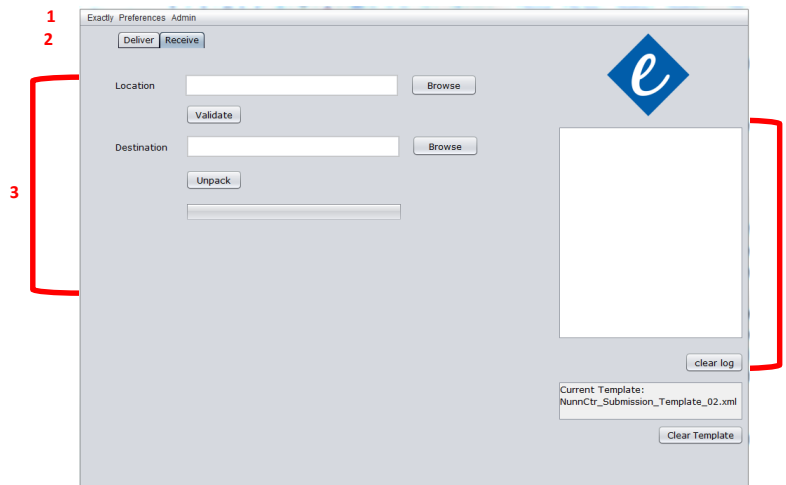 1
Exactly Preferences Admin
2
Deliver Receive
Location Browse
Validate
Destination Browse
3
Unpack
e
clear log
Current Template:
NunnCtr_Submission_Template_02.xml
Clear Template